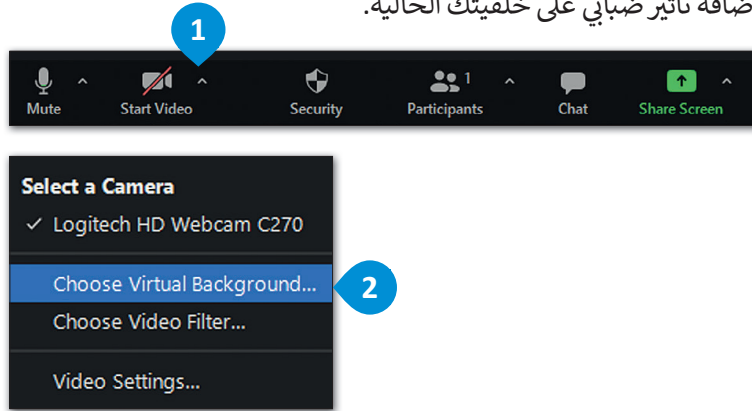 ضافة تأثير ضبابي على خلفيتك الحالية.
1
Mute Start Video Security Participants 1 Chat Share Screen
Select a Camera
✓ Logitech HD Webcam C270
Choose Virtual Background...
2
Choose Video Filter...
Video Settings...